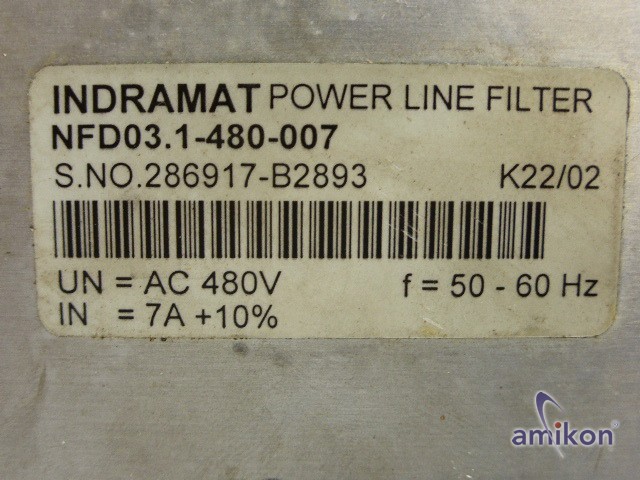 INDRAMAT POWER LINE FILTER
NFD03.1-480-007
S.NO.286917-B2893 K22/02
UN = AC 480V f = 50 - 60 Hz
IN = 7A +10%
amikon®